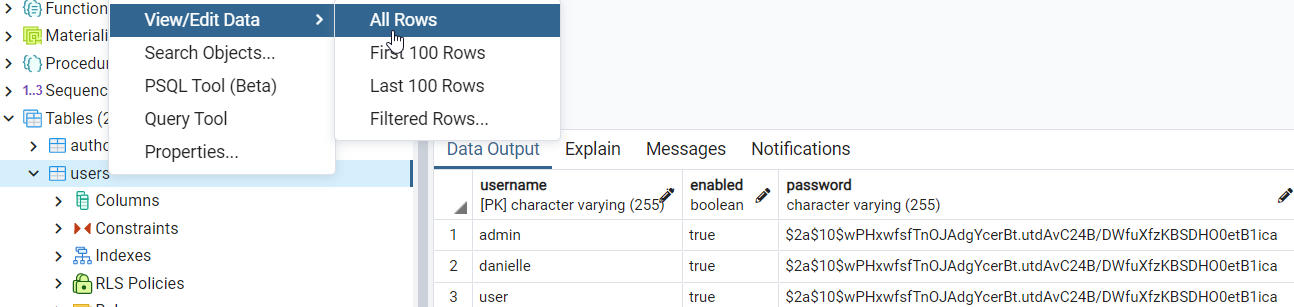 Function
Materiali
Procedur
1..3 Sequenc
Tables (2
autho
users
Columns
Constraints
Indexes
RLS Policies
View/Edit Data
Search Objects...
PSQL Tool (Beta)
Query Tool
Properties...
All Rows
First 100 Rows
Last 100 Rows
Filtered Rows...
Data Output Explain Messages Notifications
username enabled password
[PK] character varying (255) boolean character varying (255)
1 admin true $2a$10$wPHxwfsfTnOJAdgYcerBt.utdAvC24B/DWfuXfzKBSDHO0etB1ica
2 danielle true $2a$10$wPHxwfsfTnOJAdgYcerBt.utdAvC24B/DWfuXfzKBSDHO0etB1ica
3 user true $2a$10$wPHxwfsfTnOJAdgYcerBt.utdAvC24B/DWfuXfzKBSDHO0etB1ica